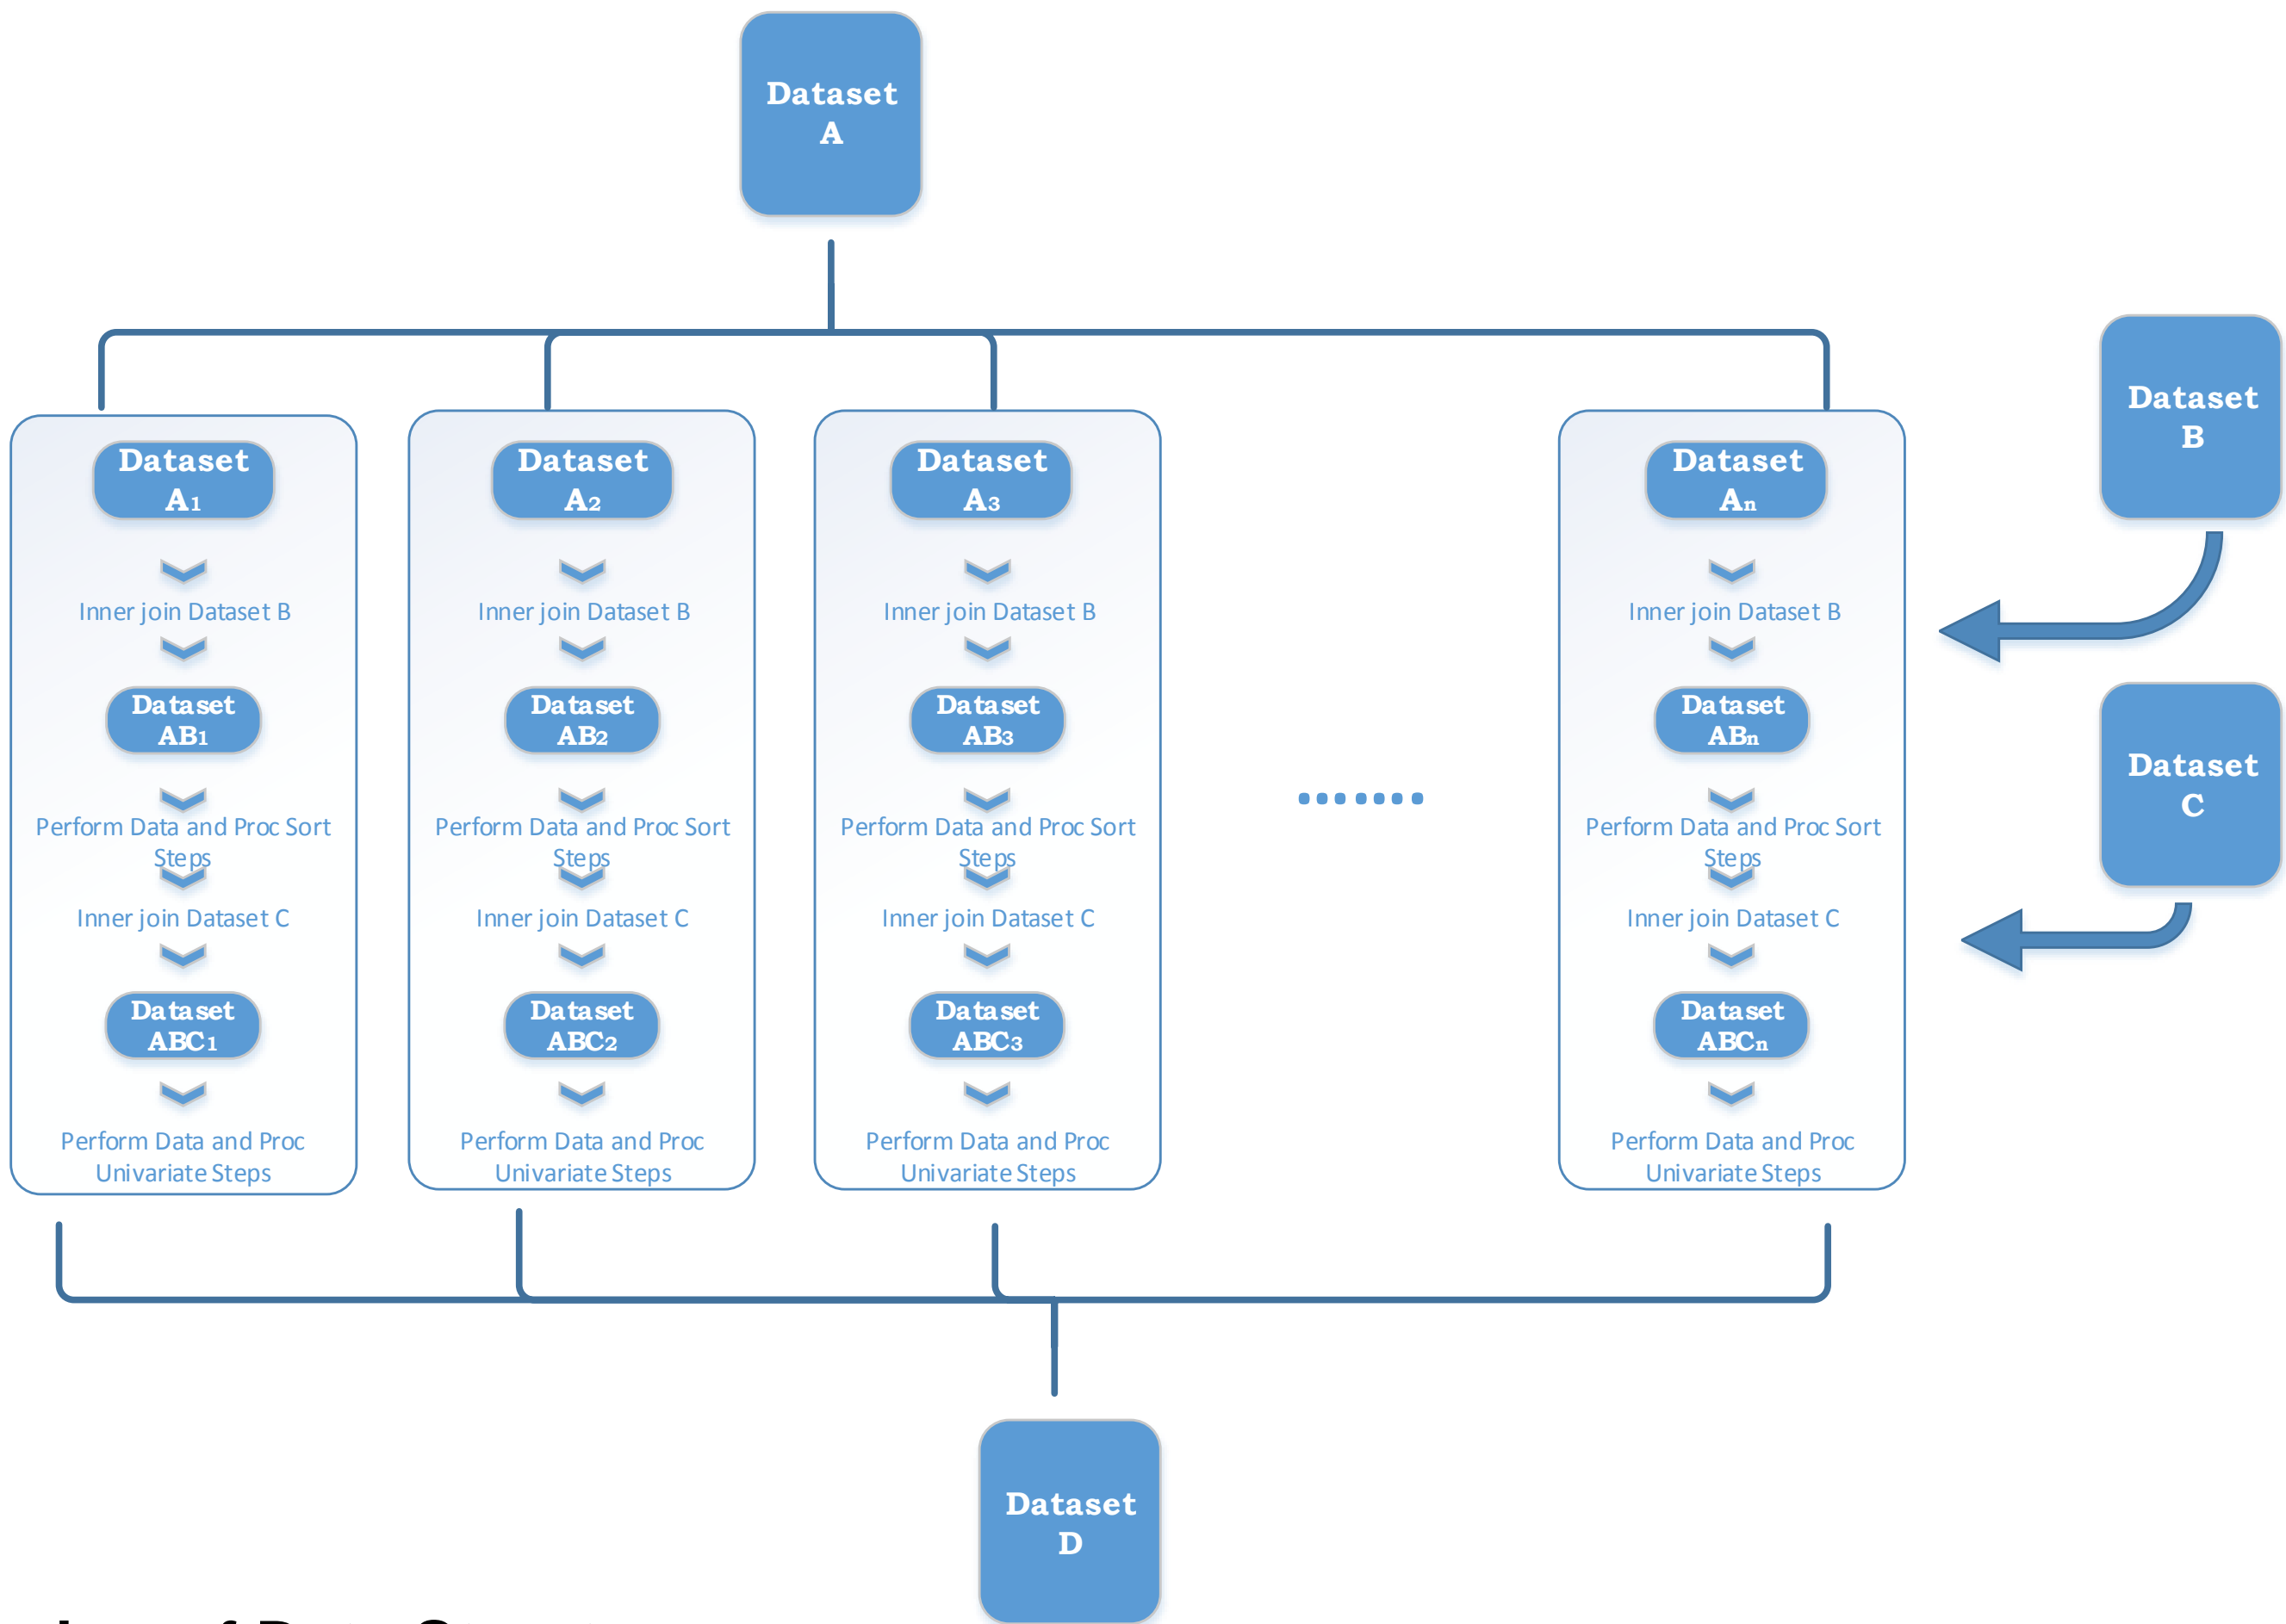 Dataset
A
Dataset
B
Dataset
C
Dataset
A1
Inner join Dataset B
Dataset
AB1
Perform Data and Proc Sort
Steps
Inner join Dataset C
Dataset
ABC1
Perform Data and Proc
Univariate Steps
Dataset
A2
Inner join Dataset B
Dataset
AB2
Perform Data and Proc Sort
Steps
Inner join Dataset C
Dataset
ABC2
Perform Data and Proc
Univariate Steps
Dataset
A3
Inner join Dataset B
Dataset
AB3
Perform Data and Proc Sort
Steps
Inner join Dataset C
Dataset
ABC3
Perform Data and Proc
Univariate Steps
.......
Dataset
An
Inner join Dataset B
Dataset
ABn
Perform Data and Proc Sort
Steps
Inner join Dataset C
Dataset
ABCn
Perform Data and Proc
Univariate Steps
Dataset
D